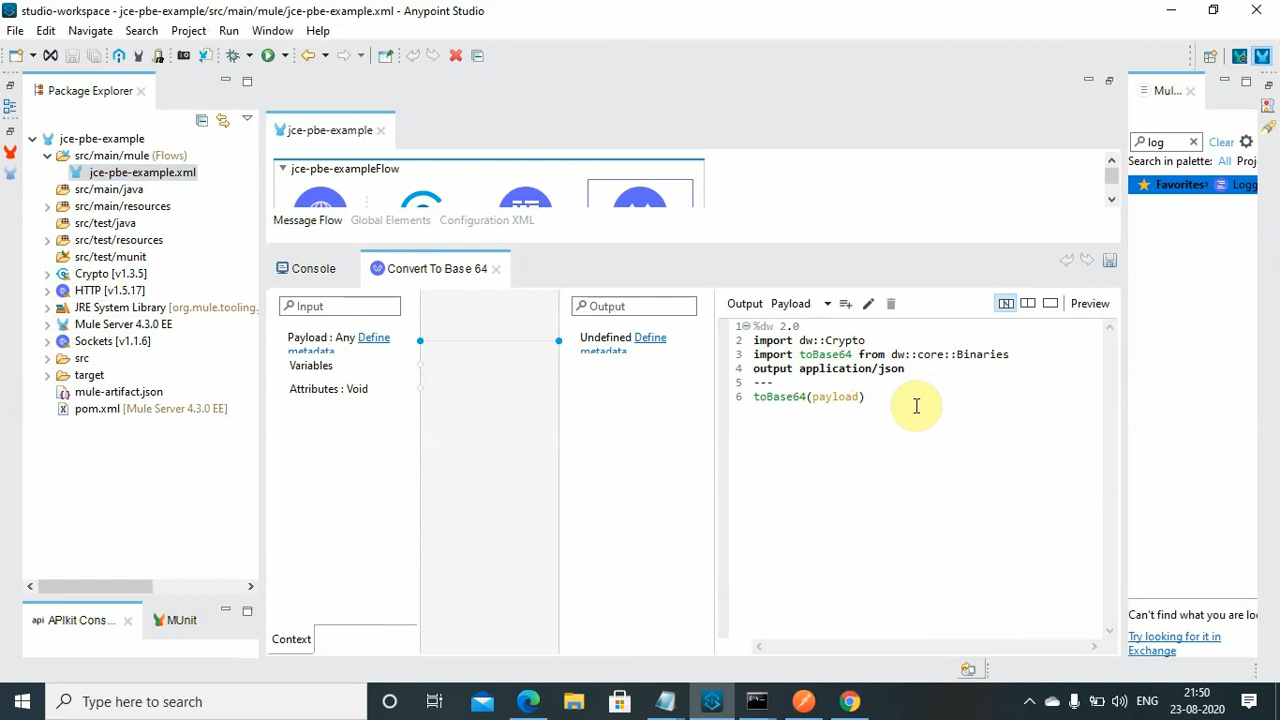 studio-workspace - jce-pbe-example/src/main/mule/jce-pbe-example.xml - Anypoint Studio
File Edit Navigate Search Project Run Window Help
Package Explorer
jce-pbe-example
src/main/mule (Flows)
jce-pbe-example.xml
src/main/java
src/main/resources
src/test/java
src/test/resources
src/test/munit
Crypto [v1.3.5]
HTTP [v1.5.17]
JRE System Library [org.mule.tooling.
Mule Server 4.3.0 EE
Sockets [v1.1.6]
src
target
mule-artifact.json
pom.xml [Mule Server 4.3.0 EE]
api APIkit Cons...
MUnit
jce-pbe-example
jce-pbe-exampleFlow
Message Flow Global Elements Configuration XML
Console
Convert To Base 64
Input
Payload : Any Define
metadata
Variables
Attributes : Void
Context
Output
Undefined Define
metadata
Output Payload
Preview
1 %dw 2.0
2 import dw::Crypto
3 import toBase64 from dw::core::Binaries
4 output application/json
5 ---
6 toBase64(payload)
Mul...
log
Clear
Search in palette: All Proj
Favorites
Logg
Can't find what you are lo
Try looking for it in
Exchange
Type here to search
ENG
21:50
23-08-2020